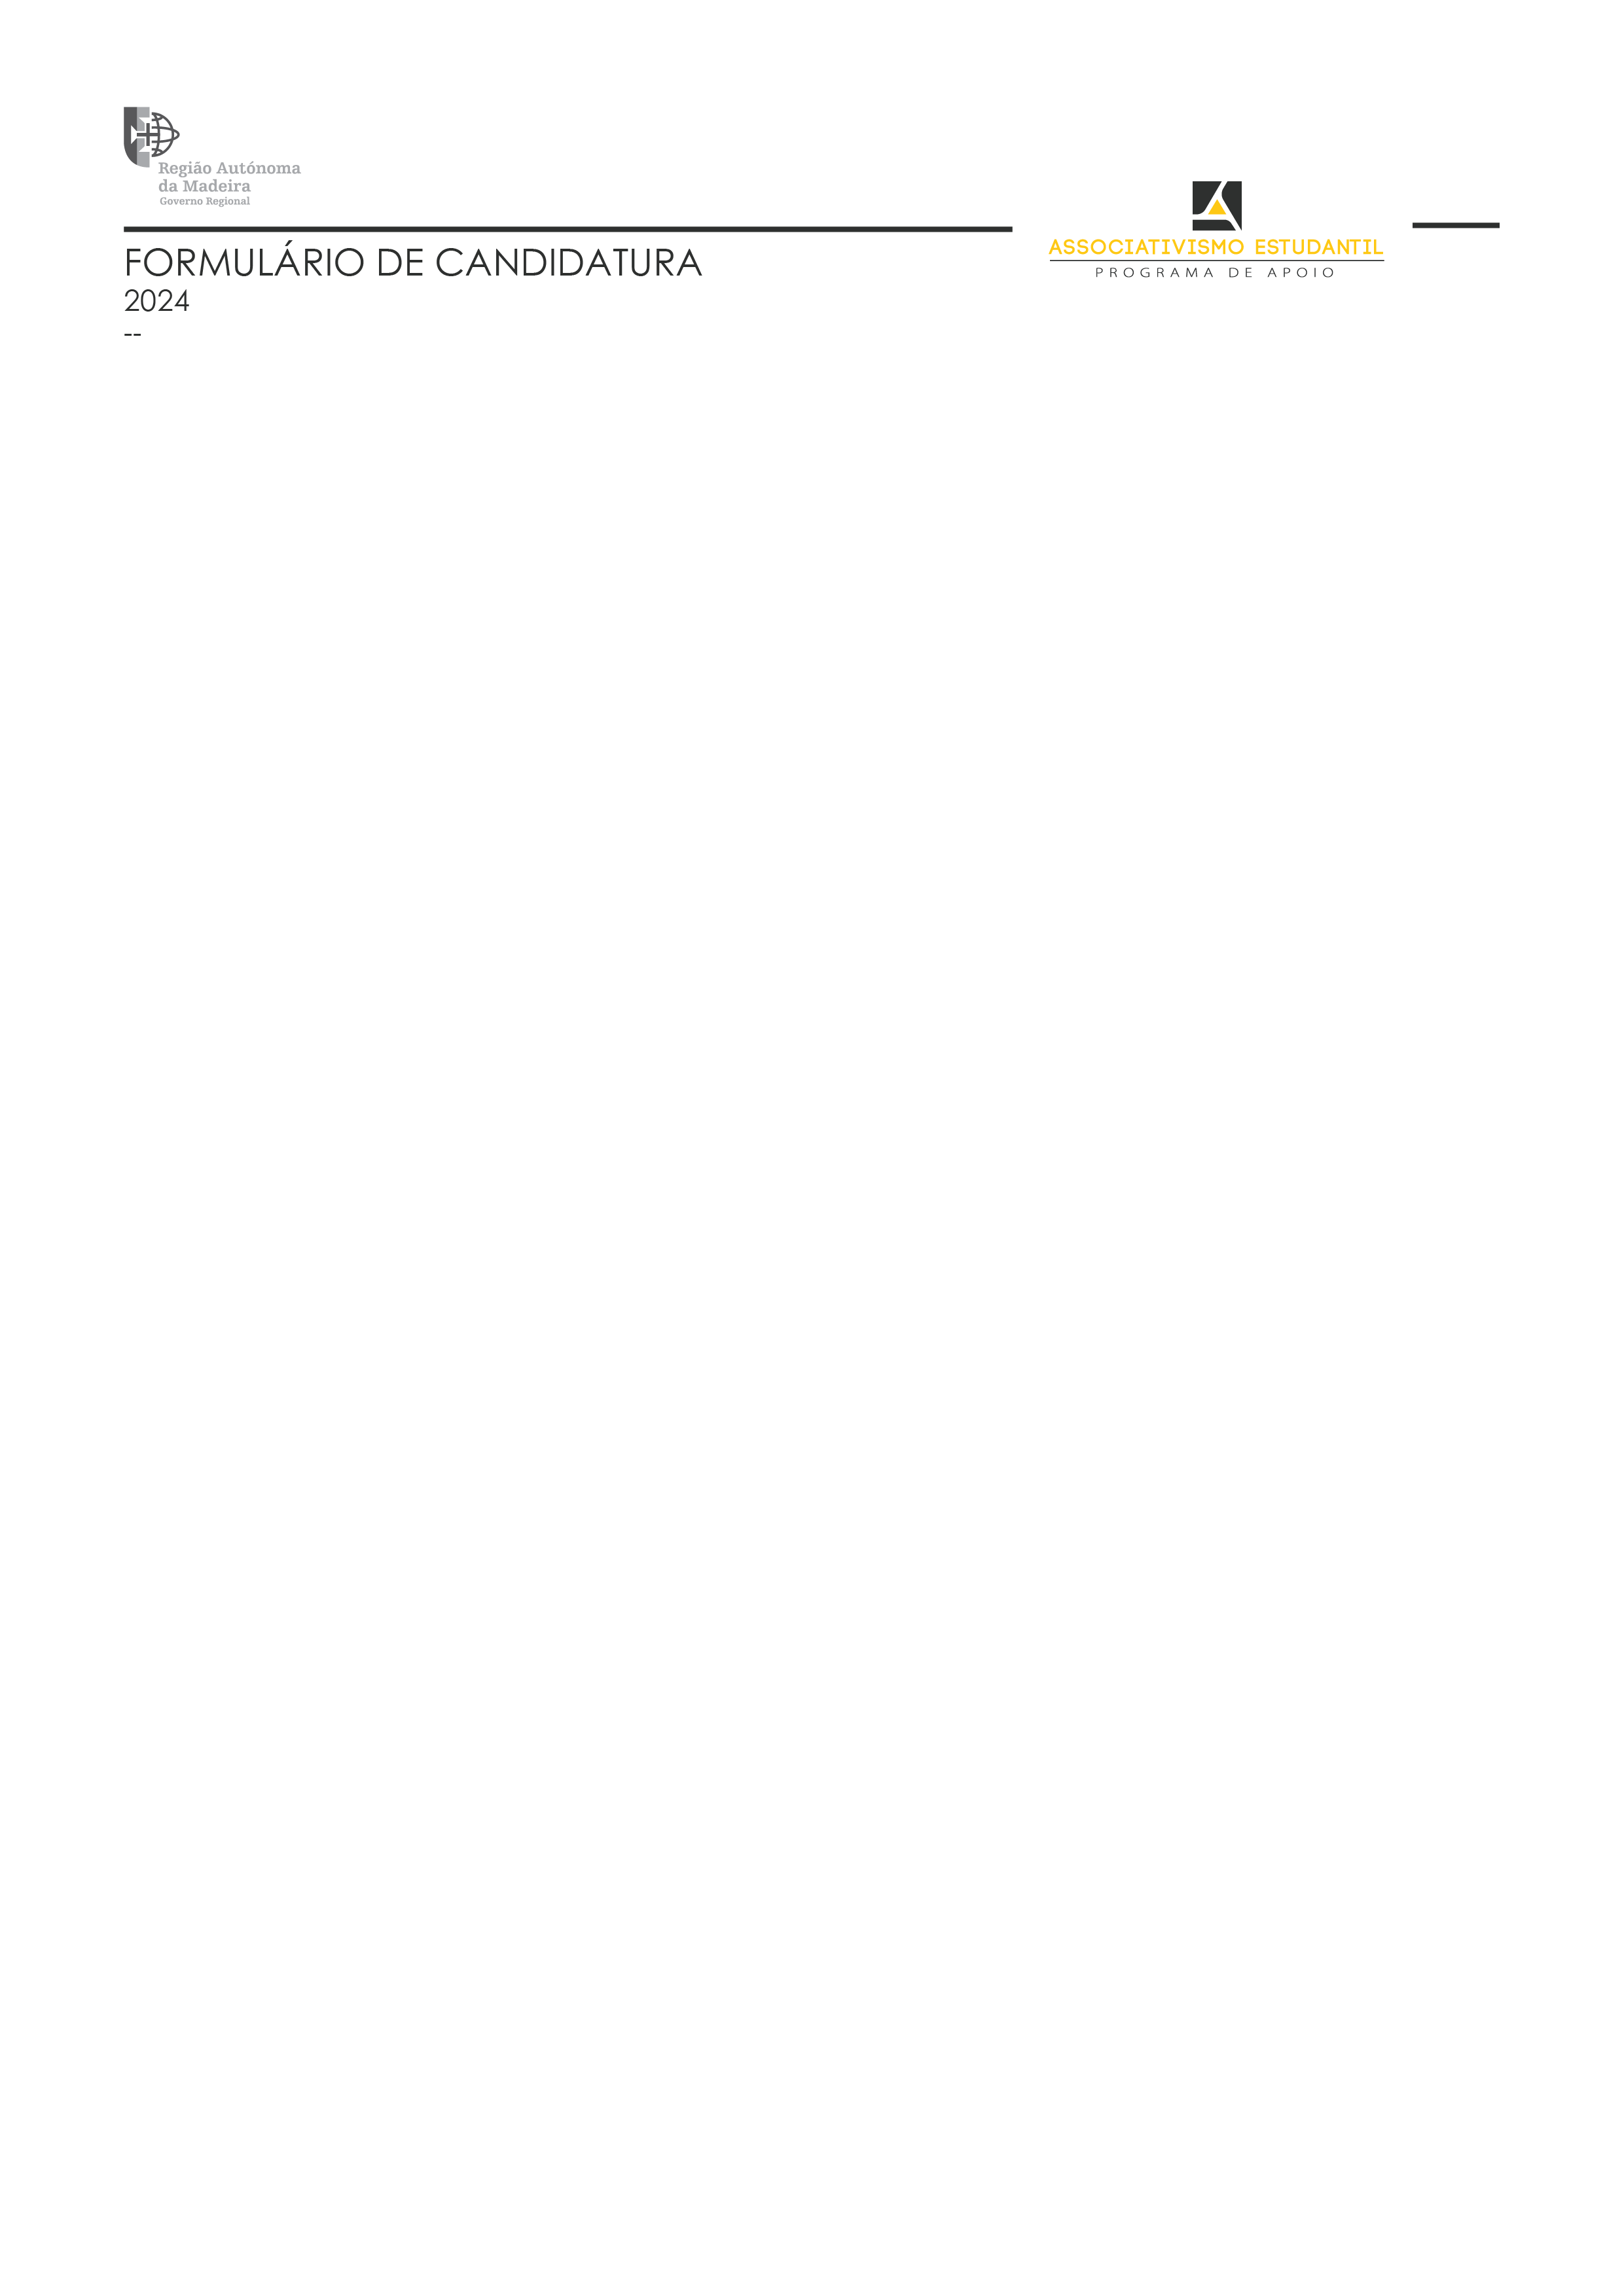 Região Autónoma
da Madeira
Governo Regional
ASSOCIATIVISMO ESTUDANTIL
PROGRAMA DE APOIO
FORMULÁRIO DE CANDIDATURA
2024
--